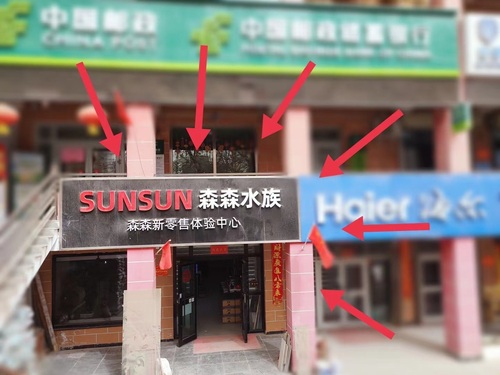 中国邮政
CHINA POST
中国邮政储蓄银行
SUNSUN 森森水族
森森新零售体验中心
Haier 海尔